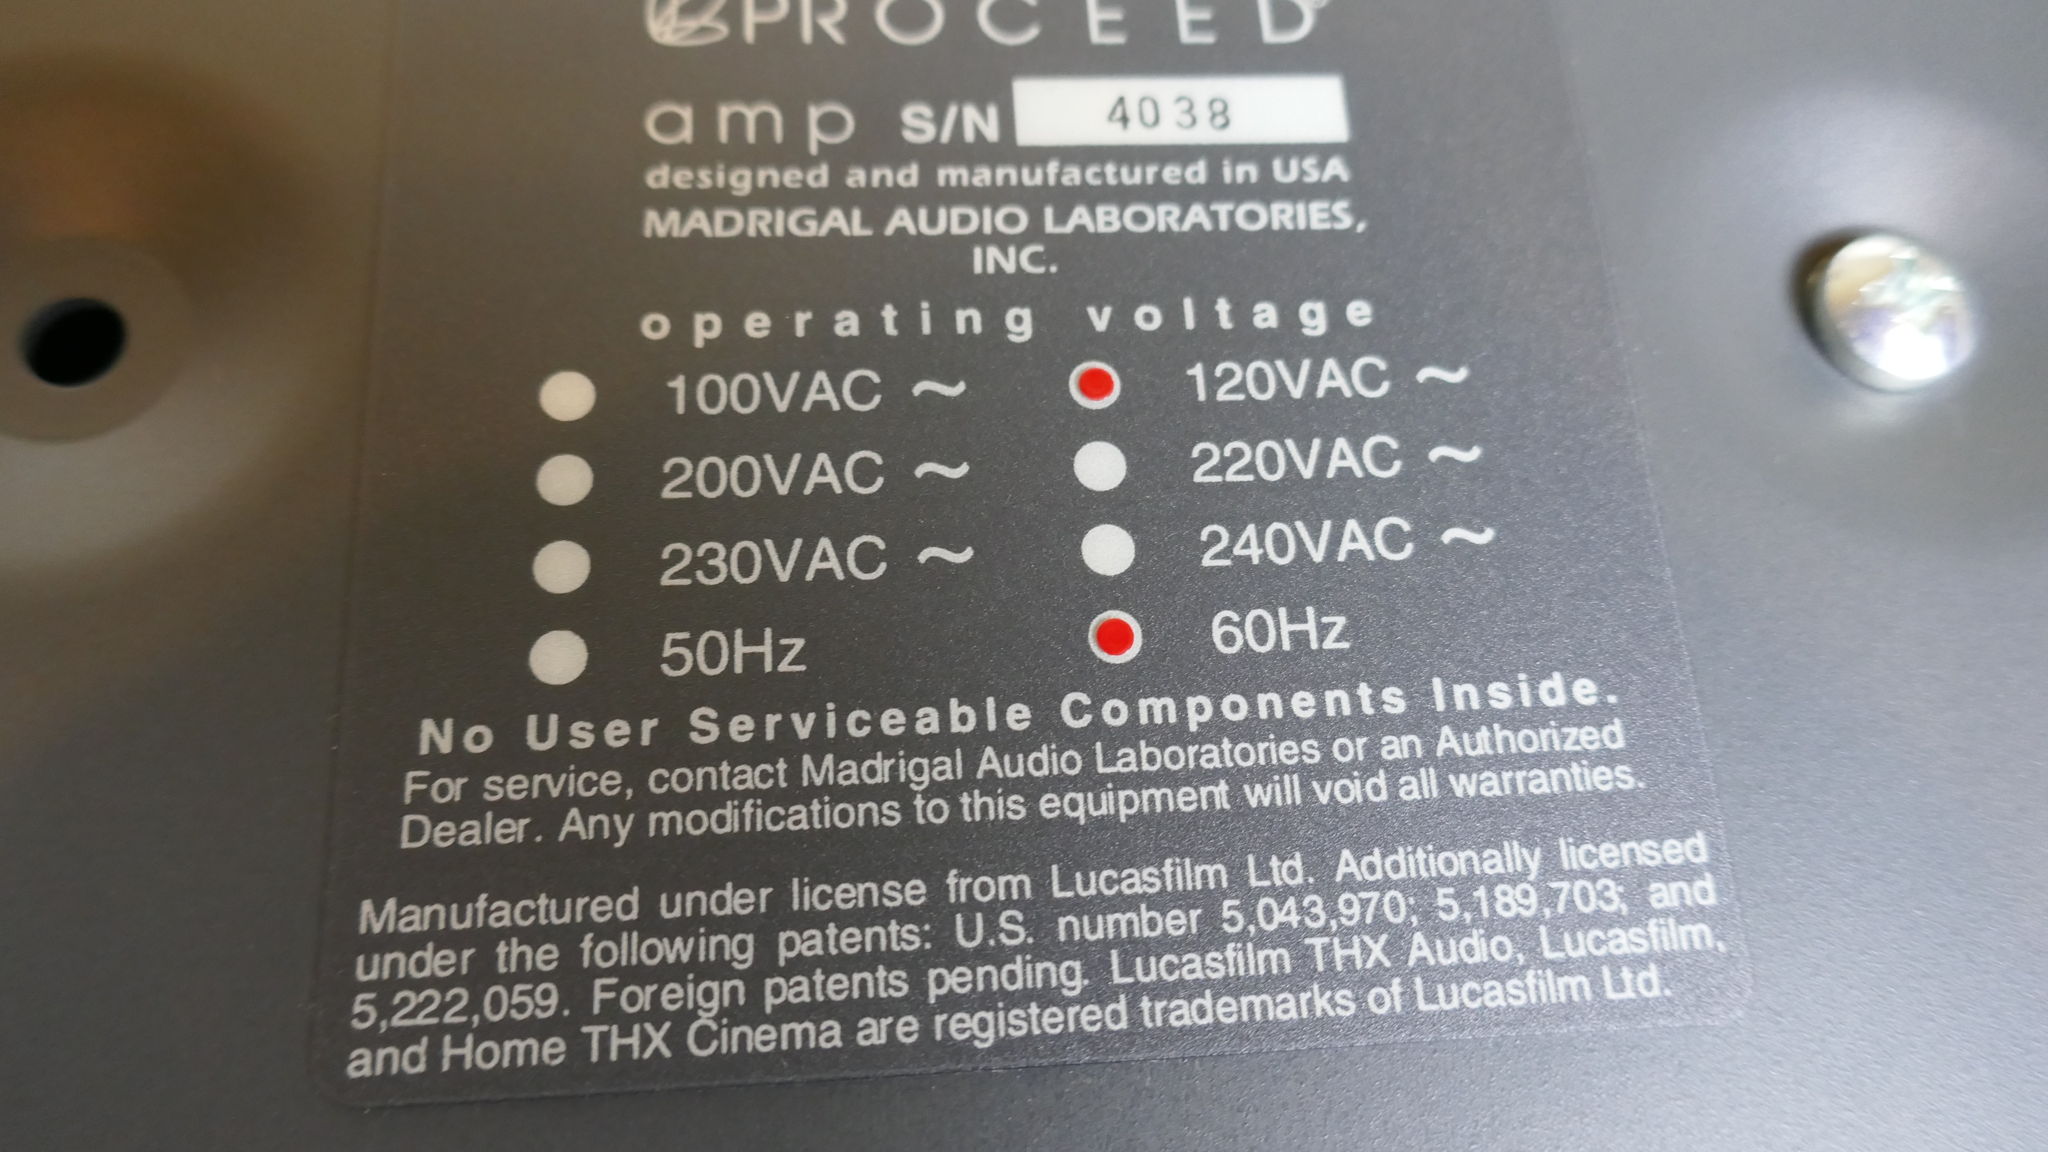 PROCEED®
amp S/N 4038
designed and manufactured in USA
MADRIGAL AUDIO LABORATORIES,
INC.
operating voltage
100VAC ~ 120VAC ~
200VAC ~ 220VAC ~
230VAC ~ 240VAC ~
50Hz 60Hz
No User Serviceable Components Inside.
For service, contact Madrigal Audio Laboratories or an Authorized
Dealer. Any modifications to this equipment will void all warranties.
Manufactured under license from Lucasfilm Ltd. Additionally licensed
under the following patents: U.S. number 5,043,970; 5,189,703; and
5,222,059. Foreign patents pending. Lucasfilm THX Audio, Lucasfilm,
and Home THX Cinema are registered trademarks of Lucasfilm Ltd.